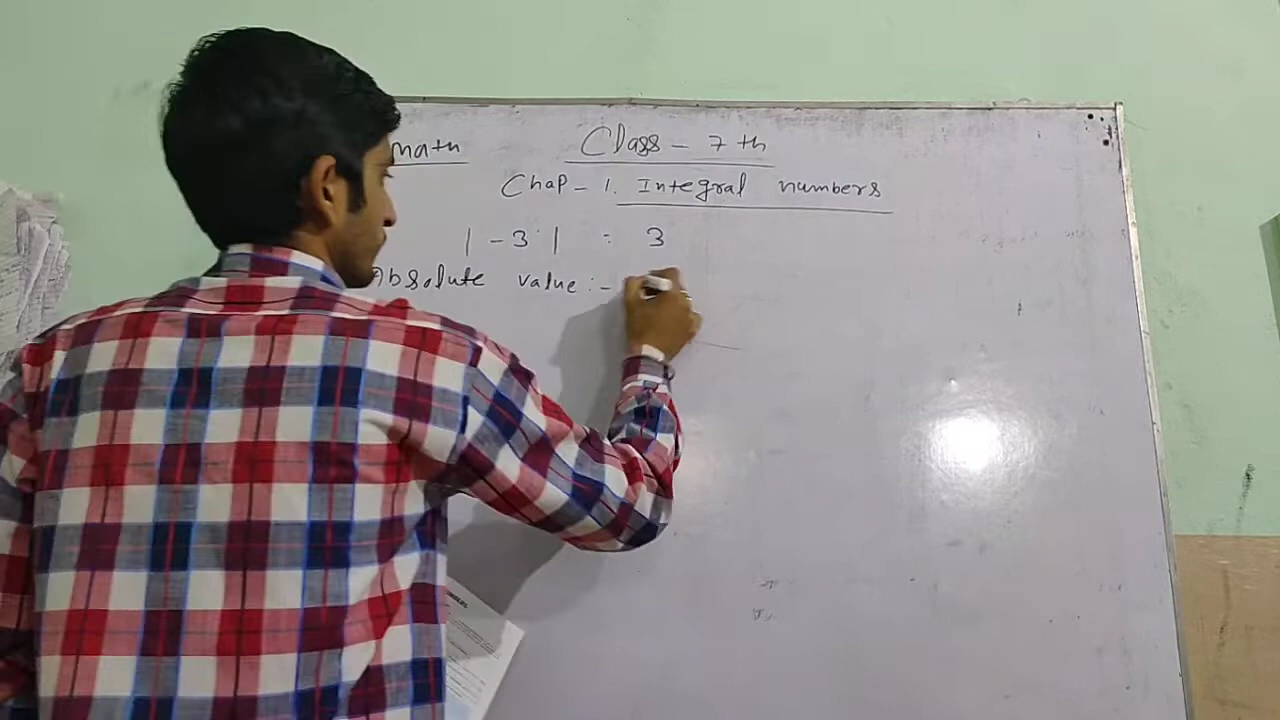 math Class - 7th
Chap - 1. Integral numbers
| - 3 | = 3
Absolute value :-